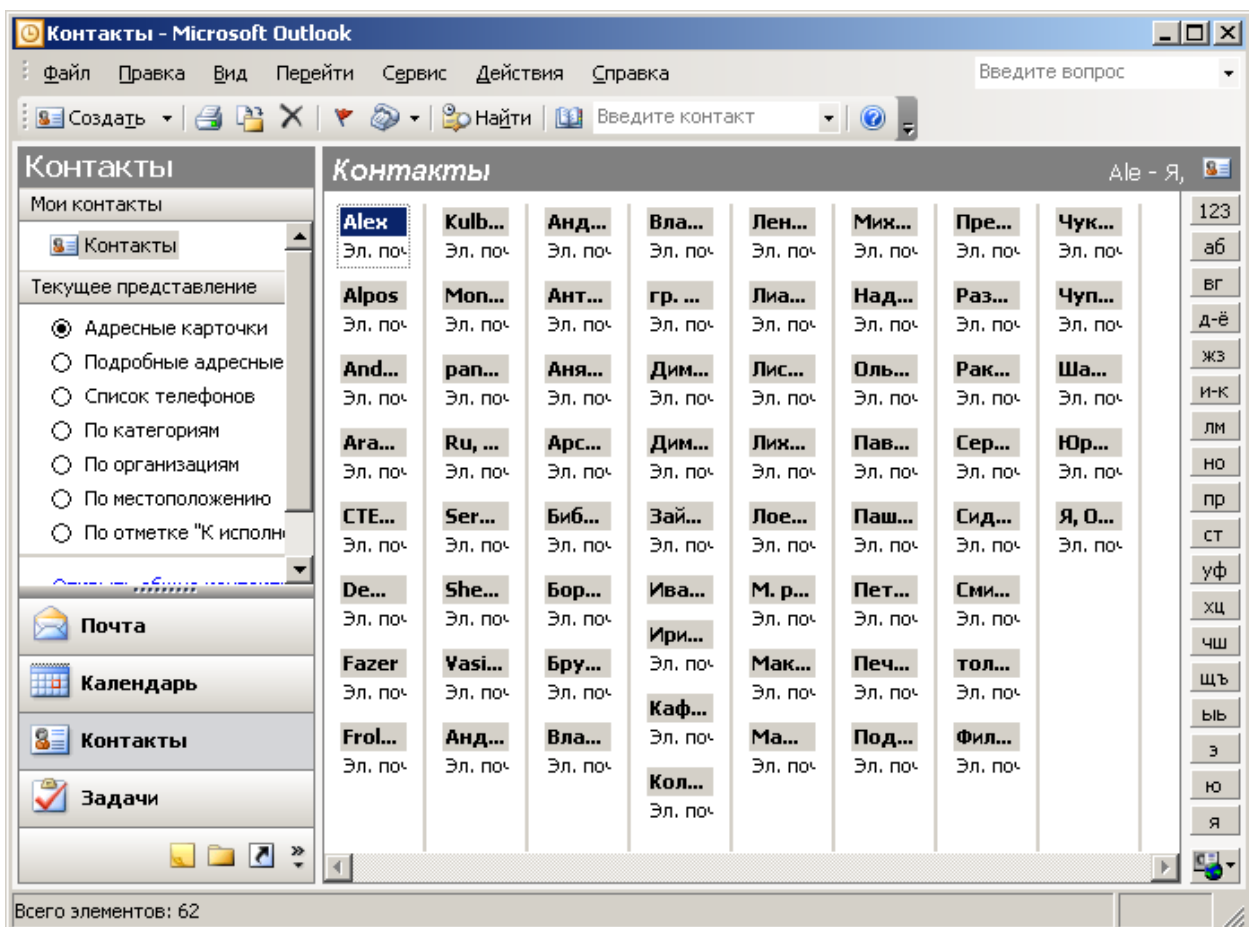 Контакты - Microsoft Outlook
Файл Правка Вид Перейти Сервис Действия Справка Введите вопрос
Создать Найти Введите контакт
Контакты
Контакты Ale - Я,
Мои контакты
Контакты
Текущее представление
Адресные карточки
Подробные адресные
Список телефонов
По категориям
По организациям
По местоположению
По отметке "К исполн
Почта
Календарь
Контакты
Задачи
Alex Kulb... Анд... Вла... Лен... Мих... Пре... Чук...
Эл. поч Эл. поч Эл. поч Эл. поч Эл. поч Эл. поч Эл. поч Эл. поч
Alpos Mon... Ант... гр. ... Лиа... Над... Раз... Чуп...
Эл. поч Эл. поч Эл. поч Эл. поч Эл. поч Эл. поч Эл. поч Эл. поч
And... pan... Аня... Дим... Лис... Оль... Рак... Ша...
Эл. поч Эл. поч Эл. поч Эл. поч Эл. поч Эл. поч Эл. поч Эл. поч
Ara... Ru, ... Арс... Дим... Лих... Пав... Сер... Юр...
Эл. поч Эл. поч Эл. поч Эл. поч Эл. поч Эл. поч Эл. поч Эл. поч
CTE... Ser... Биб... Зай... Лое... Паш... Сид... Я, О...
Эл. поч Эл. поч Эл. поч Эл. поч Эл. поч Эл. поч Эл. поч Эл. поч
De... She... Бор... Ива... М. р... Пет... Сми...
Эл. поч Эл. поч Эл. поч Эл. поч Эл. поч Эл. поч
Ири...
Fazer Vasi... Бру... Эл. поч Мак... Печ... тол...
Эл. поч Эл. поч Эл. поч Эл. поч Эл. поч Эл. поч
Каф...
Frol... Анд... Вла... Эл. поч Ма... Под... Фил...
Эл. поч Эл. поч Эл. поч Эл. поч Эл. поч Эл. поч
Кол...
Эл. поч
123
аб
вг
д-ё
жз
и-к
лм
но
пр
ст
уф
хц
чш
щъ
ыь
э
ю
я
Всего элементов: 62